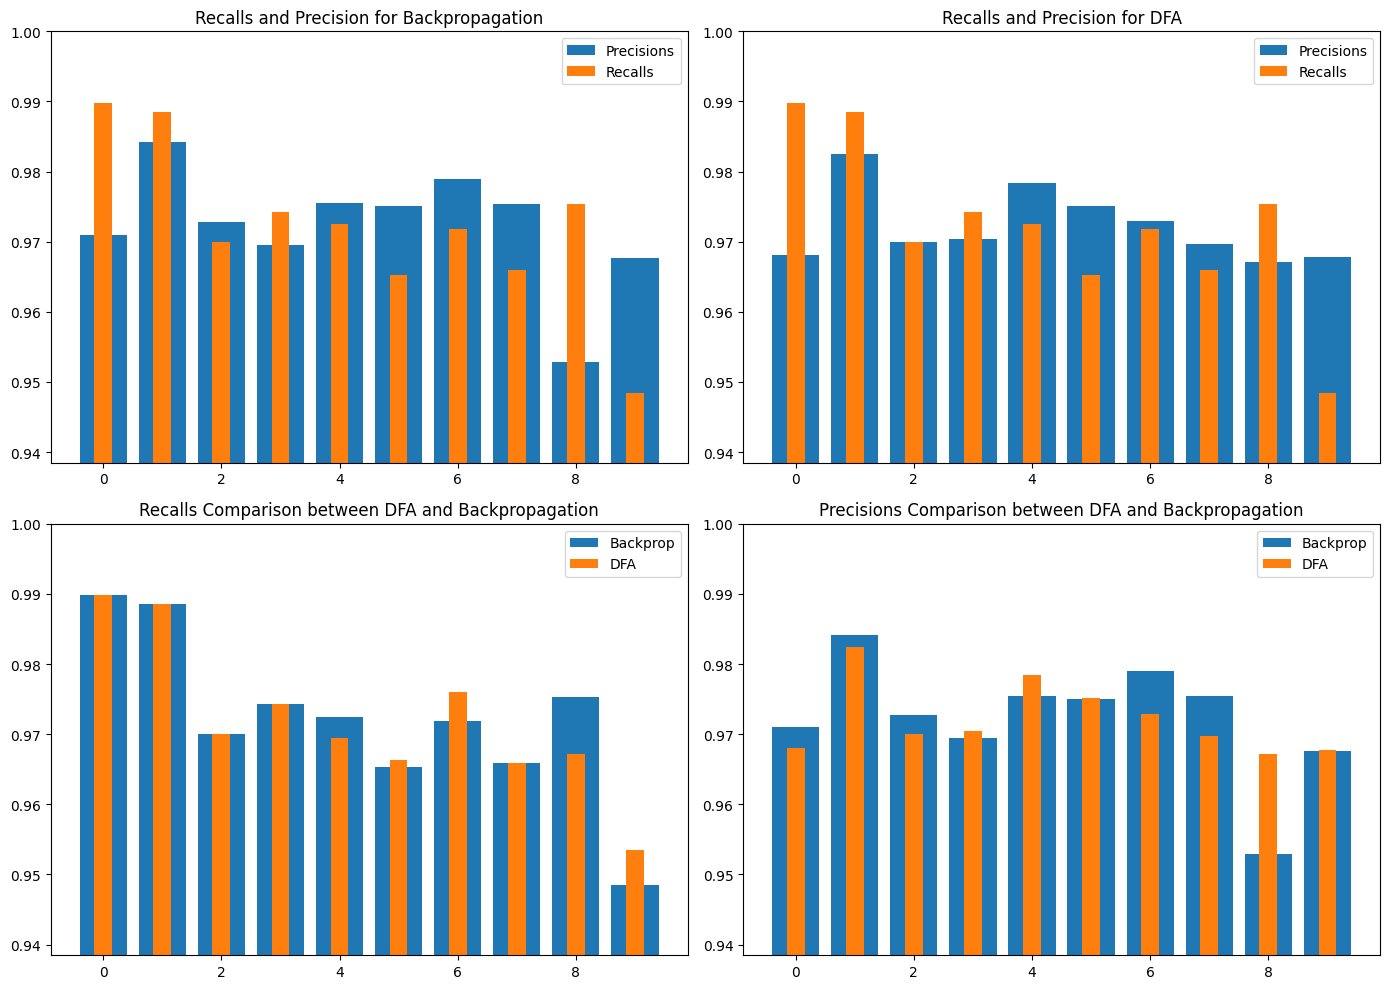 Recalls and Precision for Backpropagation
1.00
0.99
0.98
0.97
0.96
0.95
0.94
0 2 4 6 8
Precisions
Recalls
Recalls and Precision for DFA
1.00
0.99
0.98
0.97
0.96
0.95
0.94
0 2 4 6 8
Precisions
Recalls
Recalls Comparison between DFA and Backpropagation
1.00
0.99
0.98
0.97
0.96
0.95
0.94
0 2 4 6 8
Backprop
DFA
Precisions Comparison between DFA and Backpropagation
1.00
0.99
0.98
0.97
0.96
0.95
0.94
0 2 4 6 8
Backprop
DFA